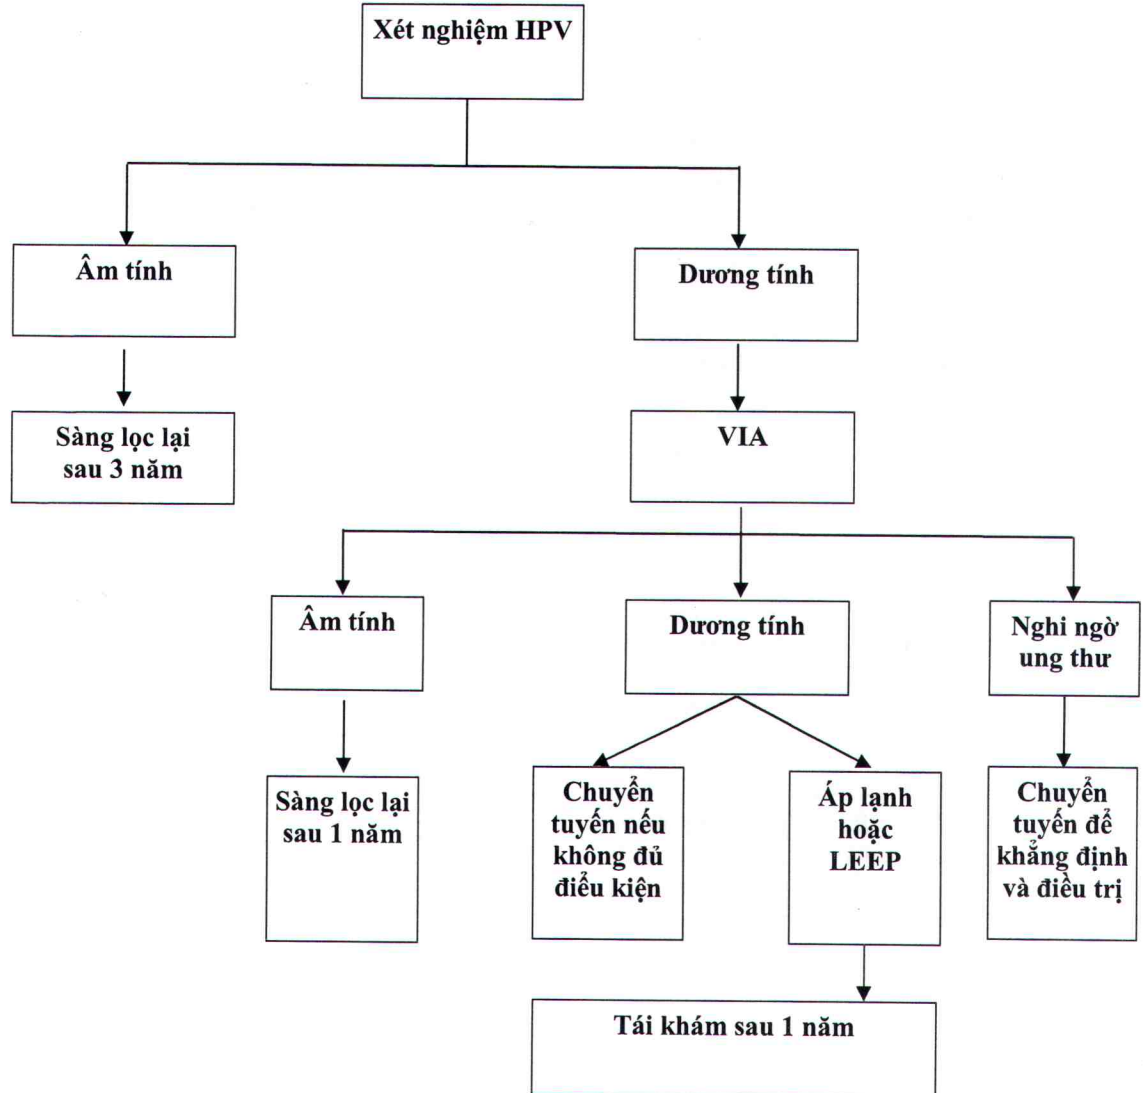 Xét nghiệm HPV
Âm tính
Dương tính
Sàng lọc lại
sau 3 năm
VIA
Âm tính
Dương tính
Nghi ngờ
ung thư
Sàng lọc lại
sau 1 năm
Chuyển
tuyến nếu
không đủ
điểu kiện
Áp lạnh
hoặc
LEEP
Chuyển
tuyến để
khẳng định
và điều trị
Tái khám sau 1 năm